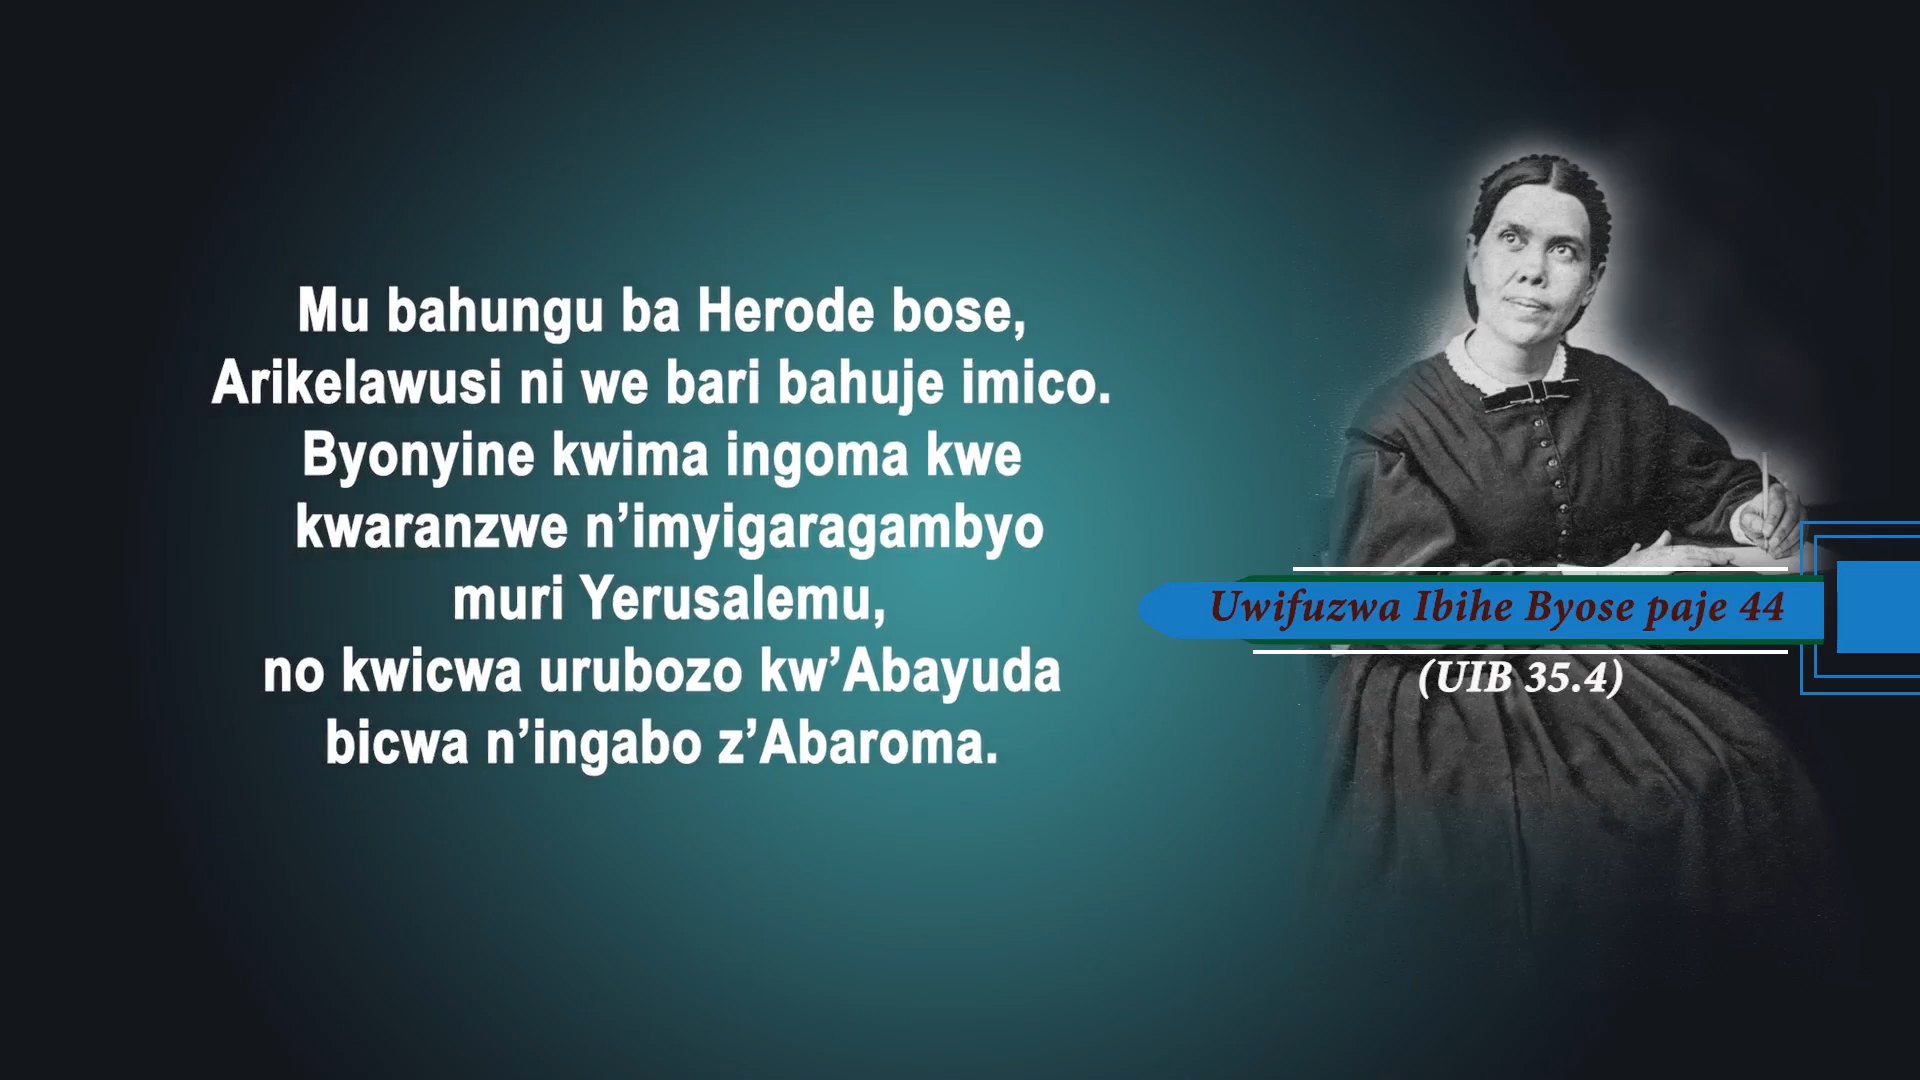 Mu bahungu ba Herode bose,
Arikelawusi ni we bari bahuje imico.
Byonyine kwima ingoma kwe
kwaranzwe n’imyigaragambyo
muri Yerusalemu,
no kwicwa urubozo kw’Abayuda
bicwa n’ingabo z’Abaroma.
Uwifuzwa Ibihe Byose paje 44
(UIB 35.4)